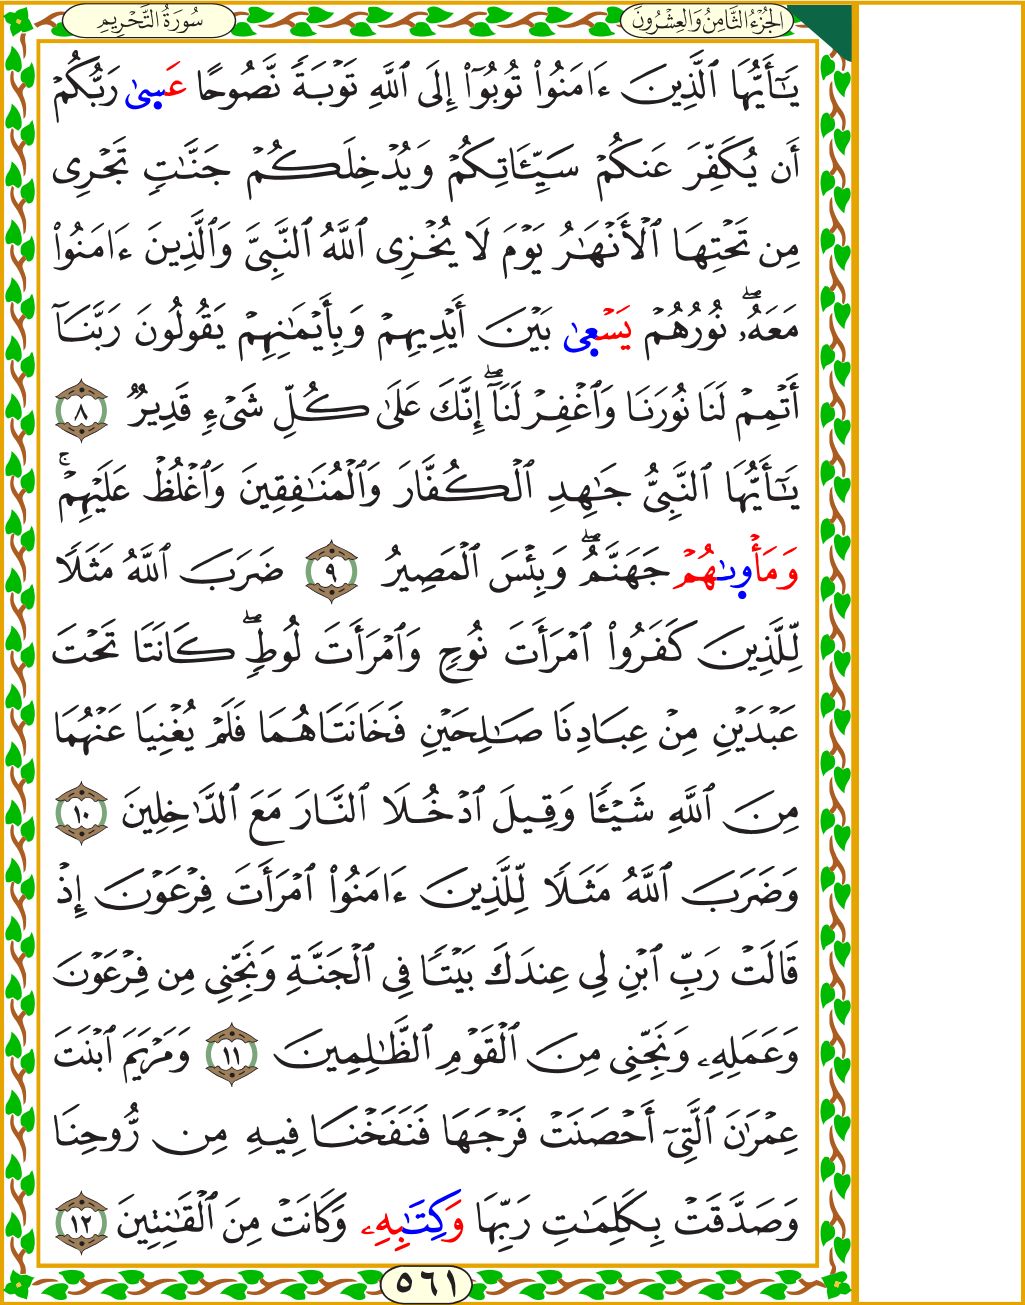 الجُزْءُ الثَّامِنُ وَالعِشْرُونَ
سُورَةُ التَّحْرِيمِ
يَٰٓأَيُّهَا ٱلَّذِينَ ءَامَنُوا۟ تُوبُوٓا۟ إِلَى ٱللَّهِ تَوْبَةً نَّصُوحًا عَسىٰ رَبُّكُمْ
أَن يُكَفِّرَ عَنكُمْ سَيِّـَٔاتِكُمْ وَيُدْخِلَكُمْ جَنَّٰتٍ تَجْرِى
مِن تَحْتِهَا ٱلْأَنْهَٰرُ يَوْمَ لَا يُخْزِى ٱللَّهُ ٱلنَّبِىَّ وَٱلَّذِينَ ءَامَنُوا۟
مَعَهُۥۖ نُورُهُمْ يَسْعىٰ بَيْنَ أَيْدِيهِمْ وَبِأَيْمَٰنِهِمْ يَقُولُونَ رَبَّنَآ
أَتْمِمْ لَنَا نُورَنَا وَٱغْفِرْ لَنَآۖ إِنَّكَ عَلَىٰ كُلِّ شَىْءٍ قَدِيرٌ ٨
يَٰٓأَيُّهَا ٱلنَّبِىُّ جَٰهِدِ ٱلْكُفَّارَ وَٱلْمُنَٰفِقِينَ وَٱغْلُظْ عَلَيْهِمْۚ
وَمَأْوىٰهُمْ جَهَنَّمُۖ وَبِئْسَ ٱلْمَصِيرُ ٩ ضَرَبَ ٱللَّهُ مَثَلًا
لِّلَّذِينَ كَفَرُوا۟ ٱمْرَأَتَ نُوحٍ وَٱمْرَأَتَ لُوطٍۖ كَانَتَا تَحْتَ
عَبْدَيْنِ مِنْ عِبَادِنَا صَٰلِحَيْنِ فَخَانَتَاهُمَا فَلَمْ يُغْنِيَا عَنْهُمَا
مِنَ ٱللَّهِ شَيْـًٔا وَقِيلَ ٱدْخُلَا ٱلنَّارَ مَعَ ٱلدَّٰخِلِينَ ١٠
وَضَرَبَ ٱللَّهُ مَثَلًا لِّلَّذِينَ ءَامَنُوا۟ ٱمْرَأَتَ فِرْعَوْنَ إِذْ
قَالَتْ رَبِّ ٱبْنِ لِى عِندَكَ بَيْتًا فِى ٱلْجَنَّةِ وَنَجِّنِى مِن فِرْعَوْنَ
وَعَمَلِهِۦ وَنَجِّنِى مِنَ ٱلْقَوْمِ ٱلظَّٰلِمِينَ ١١ وَمَرْيَمَ ٱبْنَتَ
عِمْرَٰنَ ٱلَّتِىٓ أَحْصَنَتْ فَرْجَهَا فَنَفَخْنَا فِيهِ مِن رُّوحِنَا
وَصَدَّقَتْ بِكَلِمَٰتِ رَبِّهَا وَكِتَٰبِهِۦ وَكَانَتْ مِنَ ٱلْقَٰنِتِينَ ١٢
٥٦١